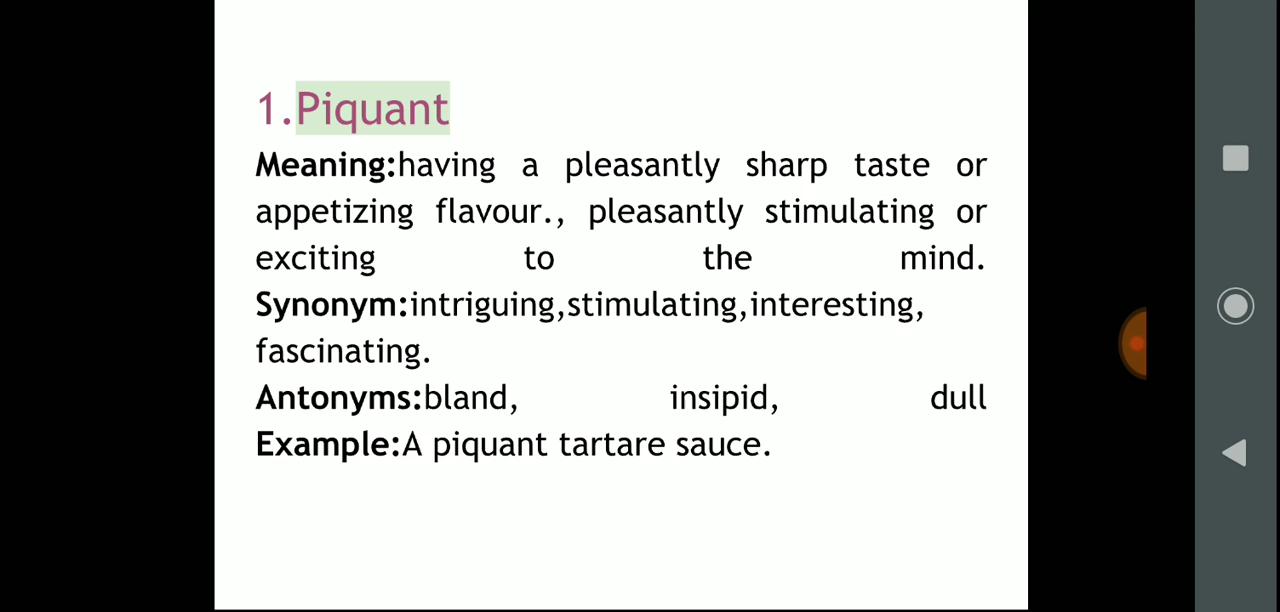 1.Piquant
Meaning:having a pleasantly sharp taste or
appetizing flavour., pleasantly stimulating or
exciting to the mind.
Synonym:intriguing,stimulating,interesting,
fascinating.
Antonyms:bland, insipid, dull
Example:A piquant tartare sauce.